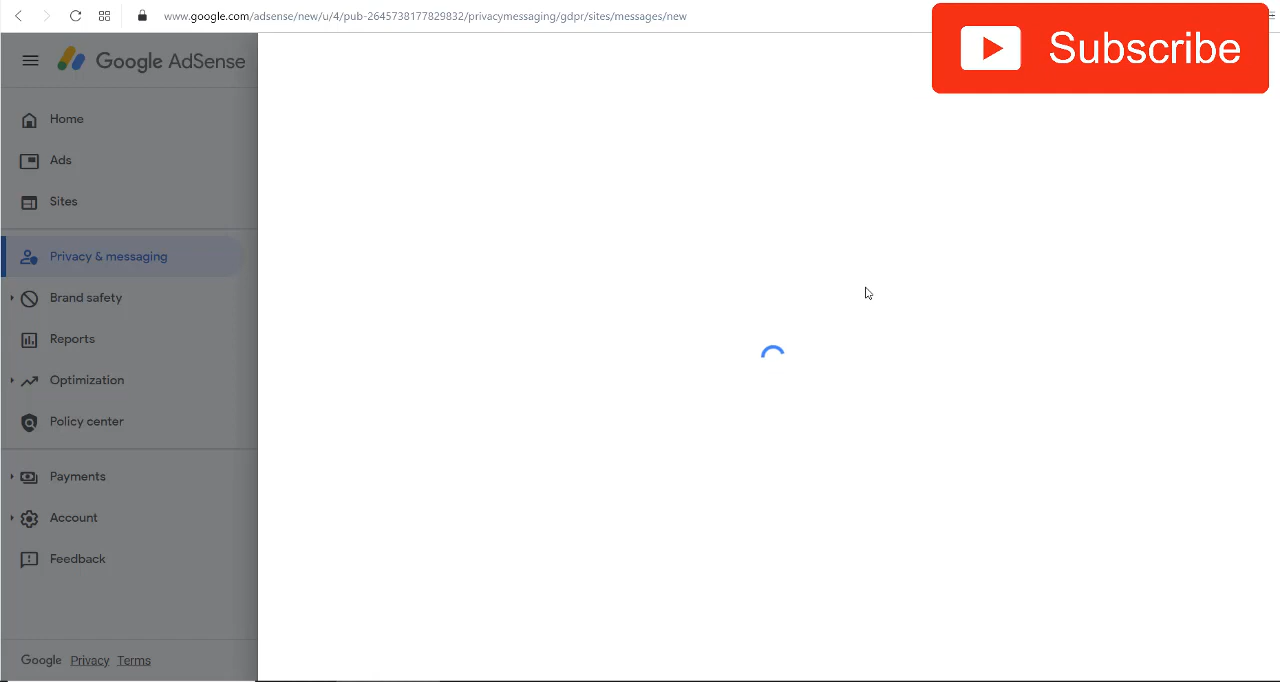 www.google.com/adsense/new/u/4/pub-2645738177829832/privacymessaging/gdpr/sites/messages/new
Subscribe
Google AdSense
Home
Ads
Sites
Privacy & messaging
Brand safety
Reports
Optimization
Policy center
Payments
Account
Feedback
Google Privacy Terms